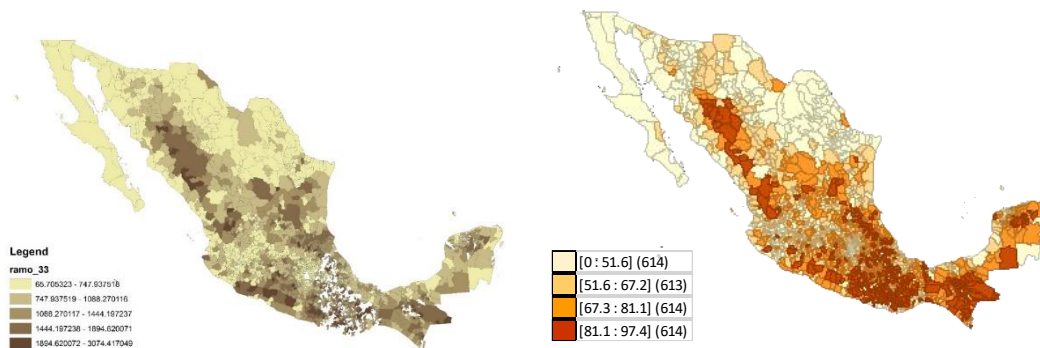 Legend
ramo_33
65.705323 - 747.937518
747.937519 - 1088.270116
1088.270117 - 1444.197237
1444.197238 - 1894.620071
1894.620072 - 3074.417049
[0 : 51.6] (614)
[51.6 : 67.2] (613)
[67.3 : 81.1] (614)
[81.1 : 97.4] (614)